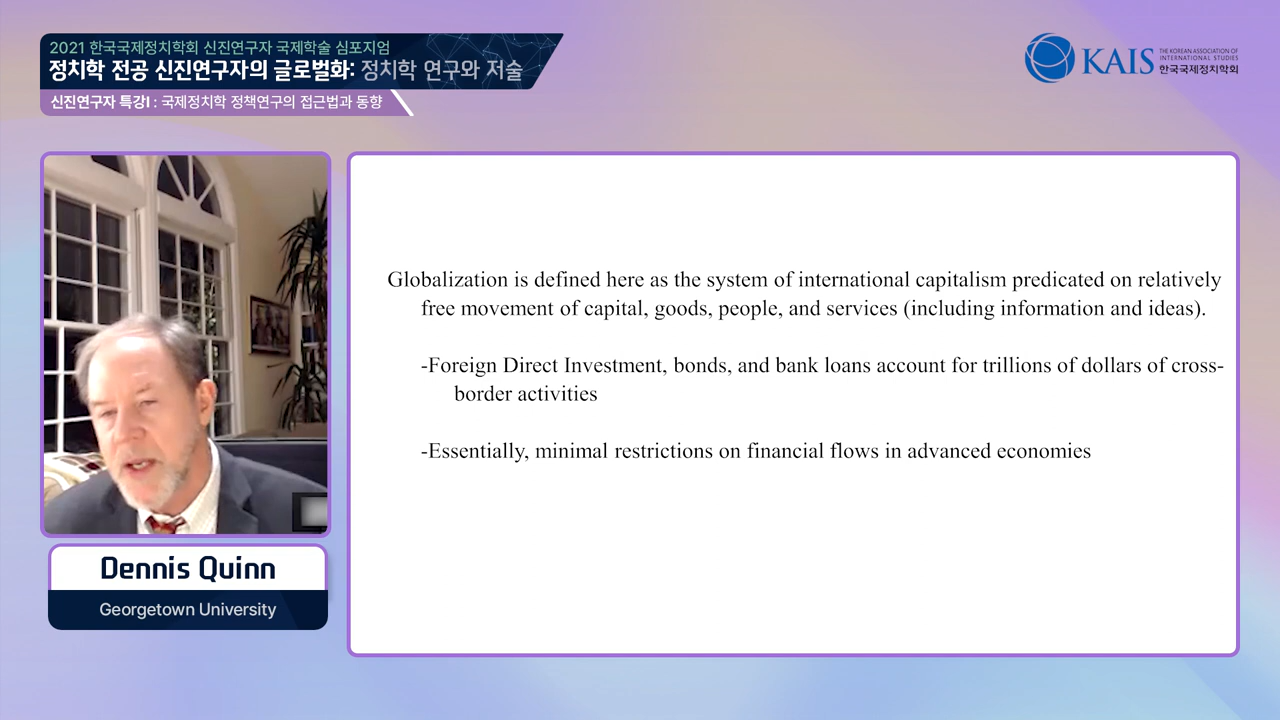 2021 한국국제정치학회 신진연구자 국제학술 심포지엄
정치학 전공 신진연구자의 글로벌화: 정치학 연구와 저술
신진연구자 특강I : 국제정치학 정책연구의 접근법과 동향
KAIS
THE KOREAN ASSOCIATION OF
INTERNATIONAL STUDIES
한국국제정치학회
Globalization is defined here as the system of international capitalism predicated on relatively
free movement of capital, goods, people, and services (including information and ideas).
-Foreign Direct Investment, bonds, and bank loans account for trillions of dollars of cross-
border activities
-Essentially, minimal restrictions on financial flows in advanced economies
Dennis Quinn
Georgetown University